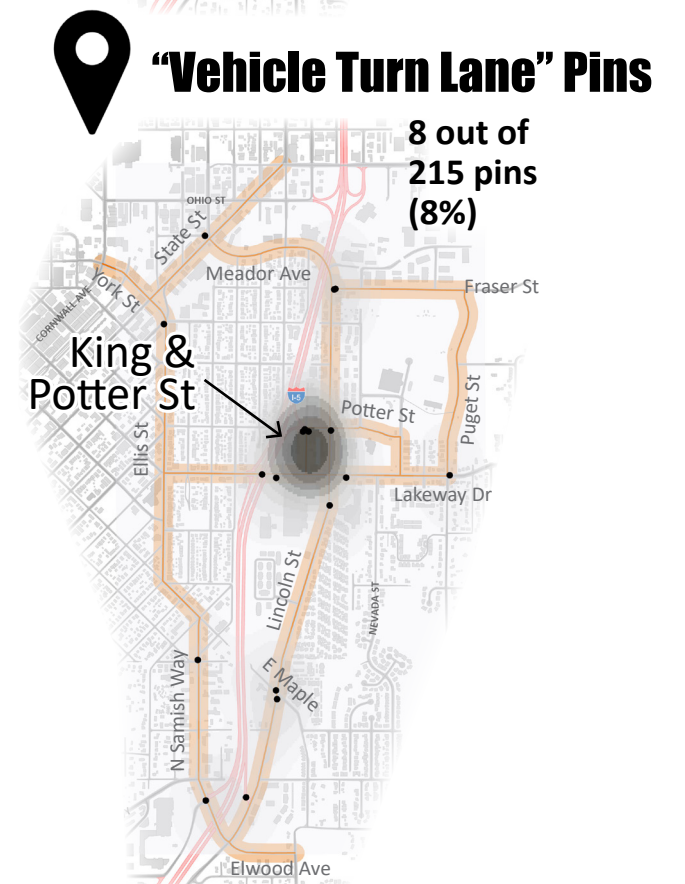 “Vehicle Turn Lane” Pins
8 out of
215 pins
(8%)
OHIO ST
State St
Meador Ave
York St
Fraser St
CORNWALL AVE
King &
Potter St
I-5
Potter St
Puget St
Ellis St
Lakeway Dr
Lincoln St
NEVADA ST
E Maple
N Samish Way
Elwood Ave